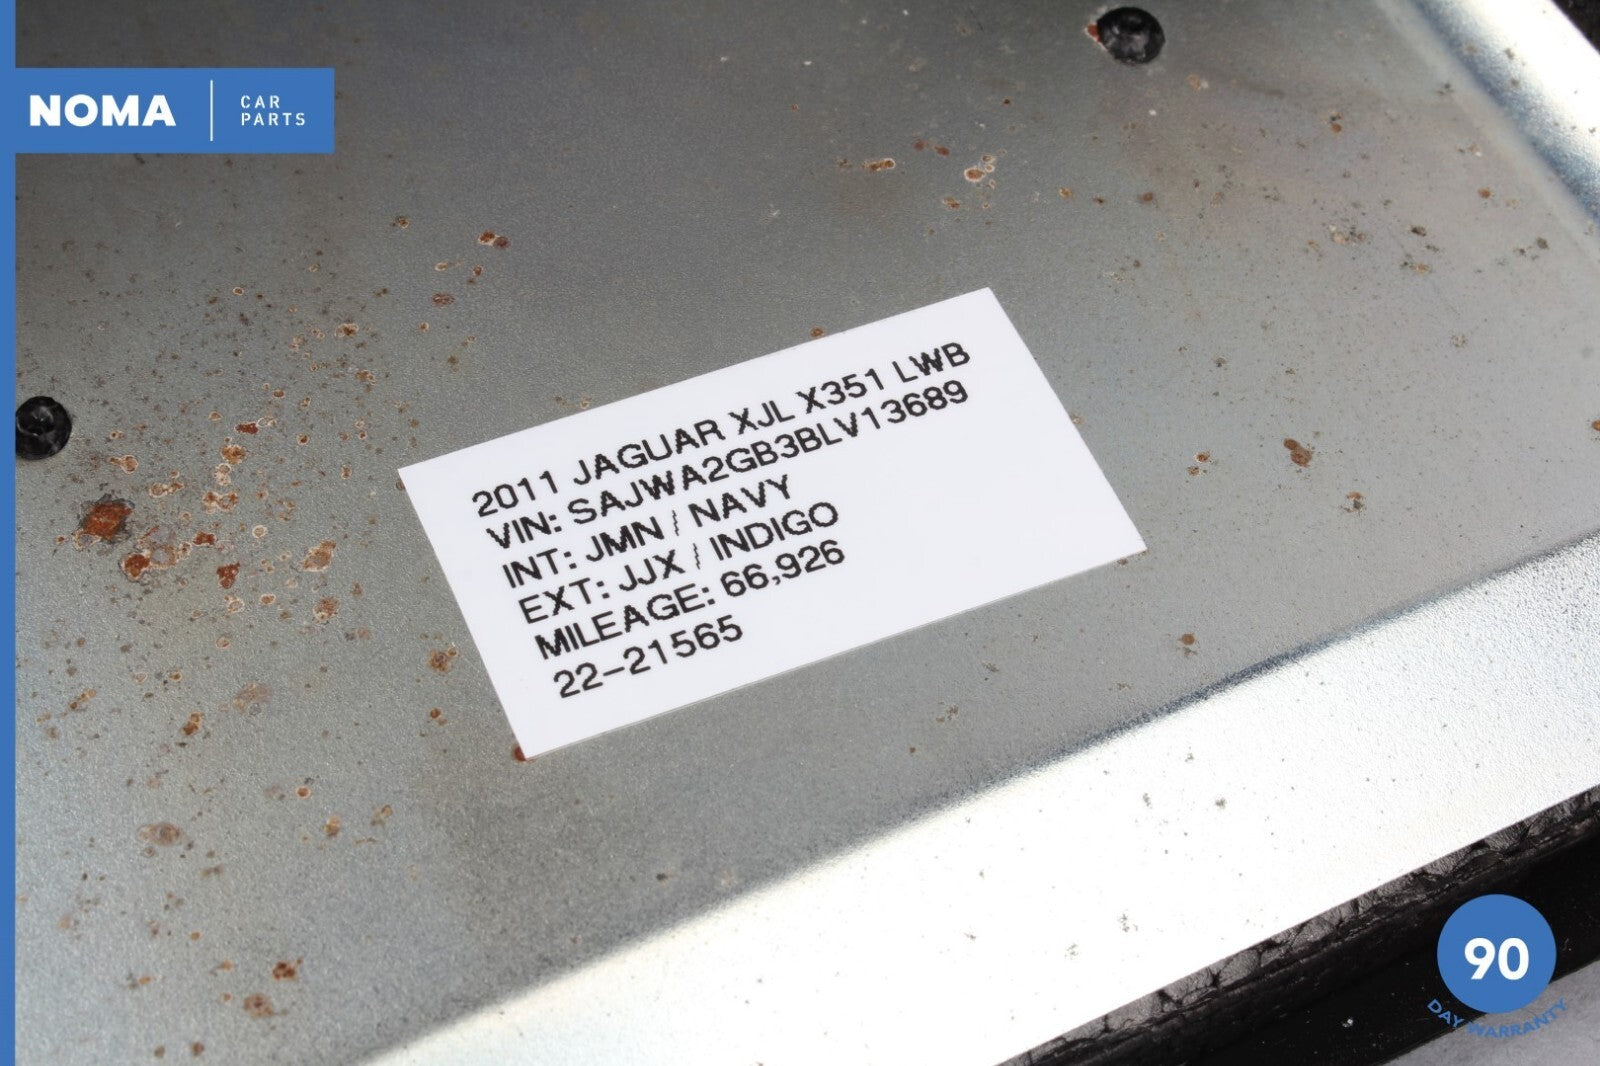 NOMA
CAR
PARTS
2011 JAGUAR XJL X351 LWB
VIN: SAJWA2GB3BLV13689
INT: JMN / NAVY
EXT: JJX / INDIGO
MILEAGE: 66,926
22-21565
90
DAY WARRANTY